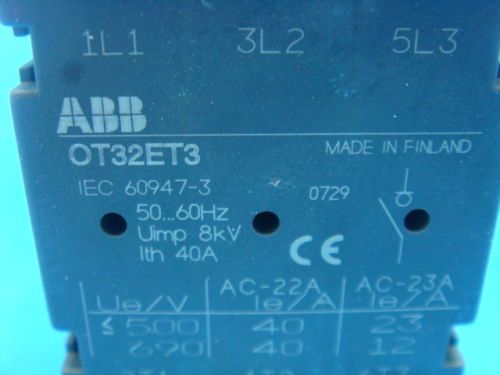 1L1 3L2 5L3
ABB
OT32ET3 MADE IN FINLAND
IEC 60947-3 0729
50...60Hz
Uimp 8kV
Ith 40A CE
Ue/V AC-22A Ie/A AC-23A Ie/A
≤ 500 40 23
690 40 12